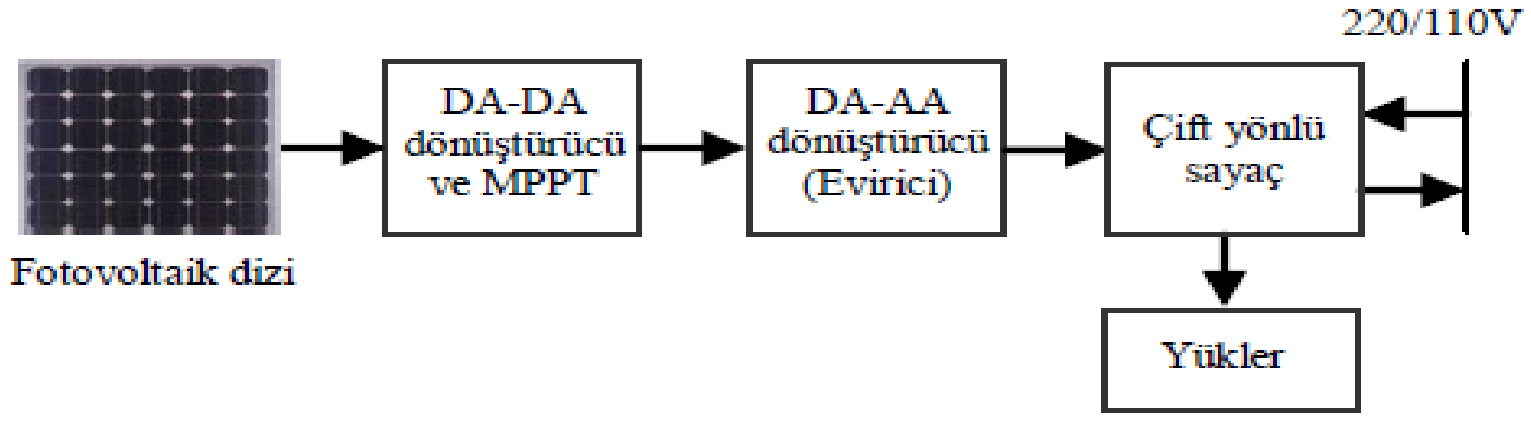 220/110V
DA-DA
dönüştürücü
ve MPPT
DA-AA
dönüştürücü
(Evirici)
Çift yönlü
sayaç
Fotovoltaik dizi
Yükler